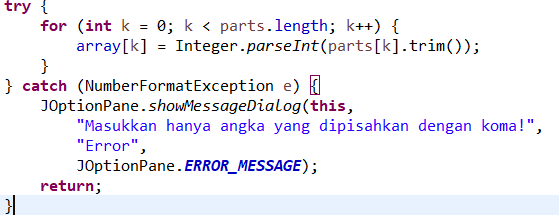 try {
    for (int k = 0; k < parts.length; k++) {
        array[k] = Integer.parseInt(parts[k].trim());
    }
} catch (NumberFormatException e) {
    JOptionPane.showMessageDialog(this,
        "Masukkan hanya angka yang dipisahkan dengan koma!",
        "Error",
        JOptionPane.ERROR_MESSAGE);
    return;
}